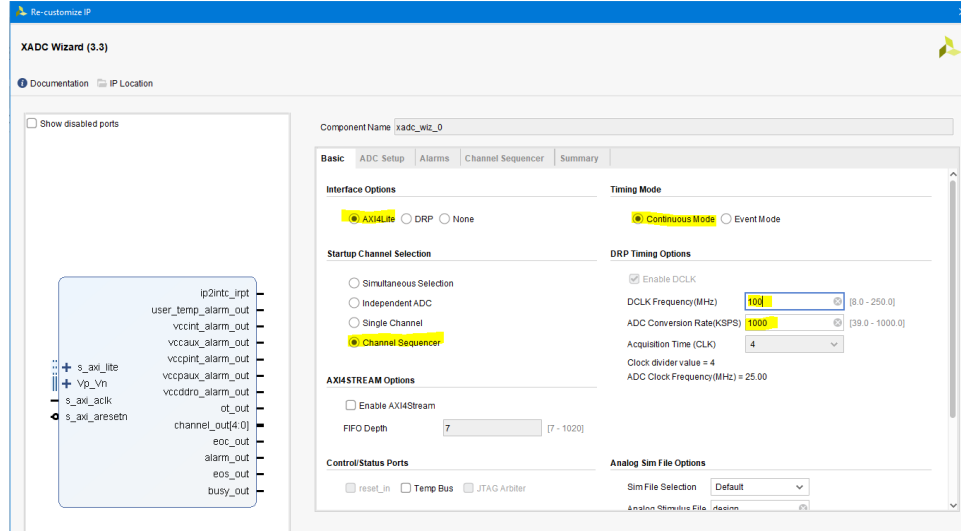 Re-customize IP
XADC Wizard (3.3)
Documentation IP Location
Show disabled ports
s_axi_lite
Vp_Vn
s_axi_aclk
s_axi_aresetn
ip2intc_irpt
user_temp_alarm_out
vccint_alarm_out
vccaux_alarm_out
vccpint_alarm_out
vccpaux_alarm_out
vccddro_alarm_out
ot_out
channel_out[4:0]
eoc_out
alarm_out
eos_out
busy_out
Component Name xadc_wiz_0
Basic ADC Setup Alarms Channel Sequencer Summary
Interface Options
AXI4Lite DRP None
Startup Channel Selection
Simultaneous Selection
Independent ADC
Single Channel
Channel Sequencer
AXI4STREAM Options
Enable AXI4Stream
FIFO Depth 7 [7 - 1020]
Control/Status Ports
reset_in Temp Bus JTAG Arbiter
Timing Mode
Continuous Mode Event Mode
DRP Timing Options
Enable DCLK
DCLK Frequency(MHz) 100 [8.0 - 250.0]
ADC Conversion Rate(KSPS) 1000 [39.0 - 1000.0]
Acquisition Time (CLK) 4
Clock divider value = 4
ADC Clock Frequency(MHz) = 25.00
Analog Sim File Options
Sim File Selection Default
Analog Stimulus File design